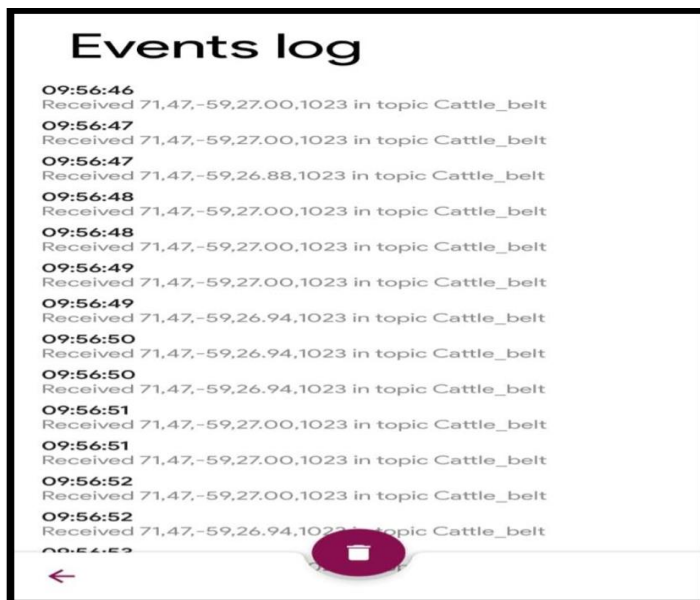 Events log
09:56:46
Received 71,47,-59,27.00,1023 in topic Cattle_belt
09:56:47
Received 71,47,-59,27.00,1023 in topic Cattle_belt
09:56:47
Received 71,47,-59,26.88,1023 in topic Cattle_belt
09:56:48
Received 71,47,-59,27.00,1023 in topic Cattle_belt
09:56:48
Received 71,47,-59,27.00,1023 in topic Cattle_belt
09:56:49
Received 71,47,-59,27.00,1023 in topic Cattle_belt
09:56:49
Received 71,47,-59,26.94,1023 in topic Cattle_belt
09:56:50
Received 71,47,-59,26.94,1023 in topic Cattle_belt
09:56:50
Received 71,47,-59,26.94,1023 in topic Cattle_belt
09:56:51
Received 71,47,-59,27.00,1023 in topic Cattle_belt
09:56:51
Received 71,47,-59,27.00,1023 in topic Cattle_belt
09:56:52
Received 71,47,-59,27.00,1023 in topic Cattle_belt
09:56:52
Received 71,47,-59,26.94,1023 topic Cattle_belt